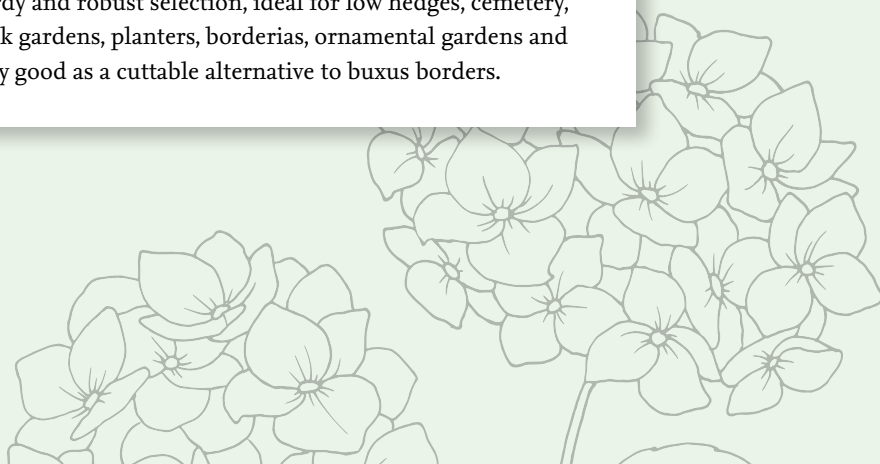 rdy and robust selection, ideal for low hedges, cemetery,
k gardens, planters, borderias, ornamental gardens and
y good as a cuttable alternative to buxus borders.